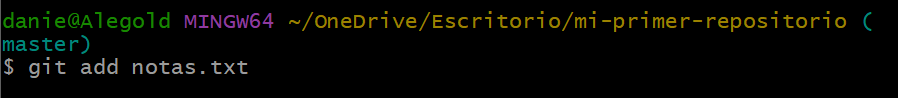 danie@Alegold MINGW64 ~/OneDrive/Escritorio/mi-primer-repositorio (
master)
$ git add notas.txt